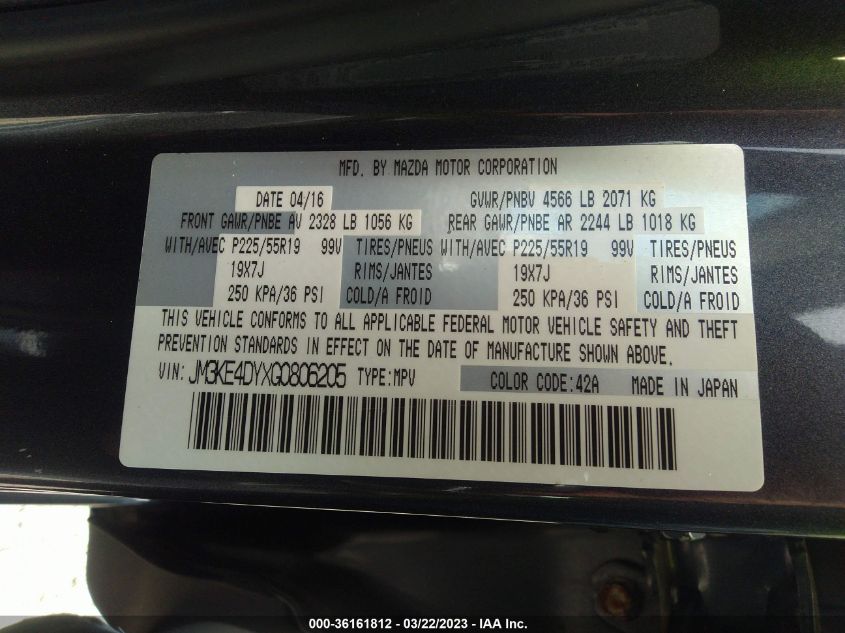 MFD. BY MAZDA MOTOR CORPORATION
DATE 04/16 GVWR/PNBV 4566 LB 2071 KG
FRONT GAWR/PNBE AV 2328 LB 1056 KG REAR GAWR/PNBE AR 2244 LB 1018 KG
WITH/AVEC P225/55R19 99V TIRES/PNEUS WITH/AVEC P225/55R19 99V TIRES/PNEUS
19X7J RIMS/JANTES 19X7J RIMS/JANTES
250 KPA/36 PSI COLD/A FROID 250 KPA/36 PSI COLD/A FROID
THIS VEHICLE CONFORMS TO ALL APPLICABLE FEDERAL MOTOR VEHICLE SAFETY AND THEFT
PREVENTION STANDARDS IN EFFECT ON THE DATE OF MANUFACTURE SHOWN ABOVE.
VIN: JM3KE4DYXG0806205 TYPE:MPV COLOR CODE:42A MADE IN JAPAN
000-36161812 - 03/22/2023 - IAA Inc.